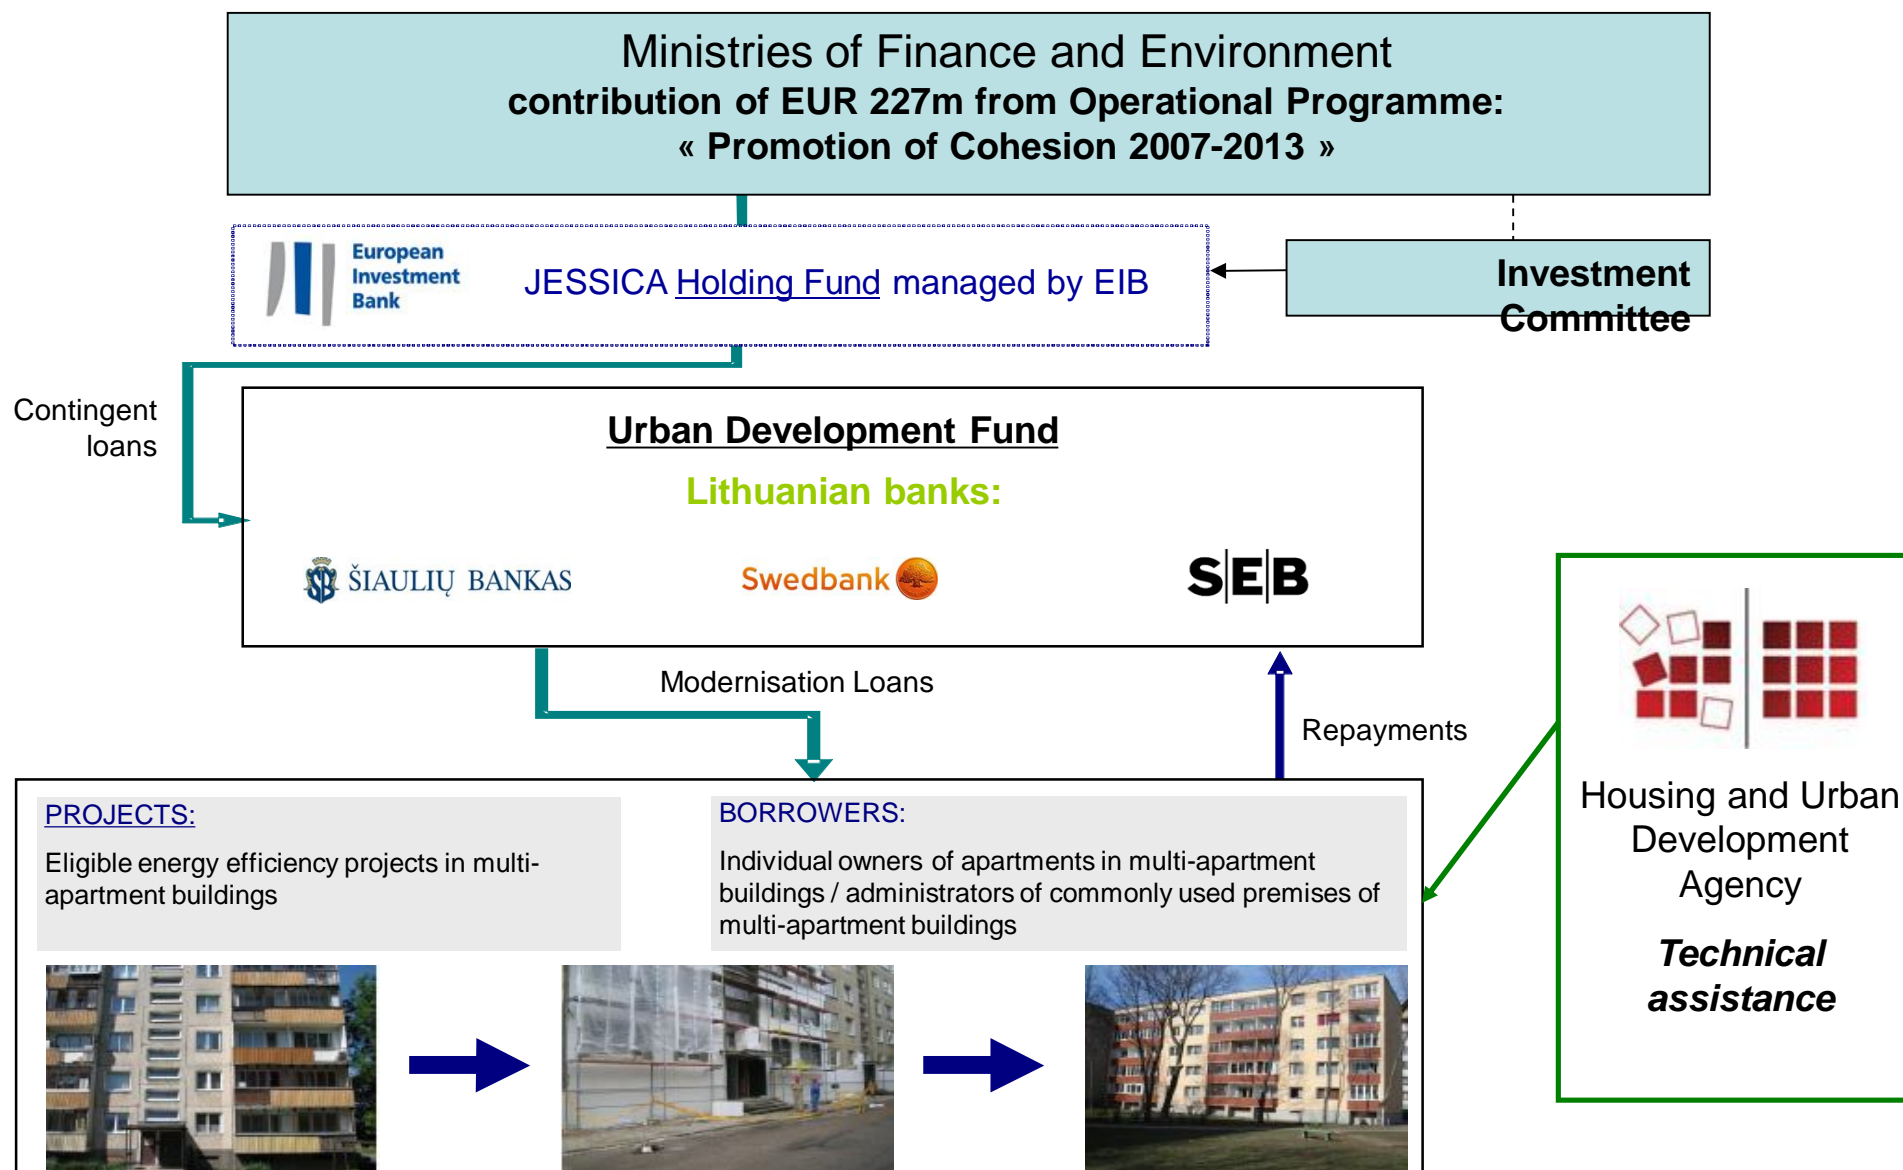 Ministries of Finance and Environment
contribution of EUR 227m from Operational Programme:
« Promotion of Cohesion 2007-2013 »
European
Investment
Bank
JESSICA Holding Fund managed by EIB
Investment
Committee
Contingent
loans
Urban Development Fund
Lithuanian banks:
SB ŠIAULIŲ BANKAS
Swedbank
S|E|B
Modernisation Loans
Repayments
PROJECTS:
Eligible energy efficiency projects in multi-
apartment buildings
BORROWERS:
Individual owners of apartments in multi-apartment
buildings / administrators of commonly used premises of
multi-apartment buildings
Housing and Urban
Development
Agency
Technical
assistance